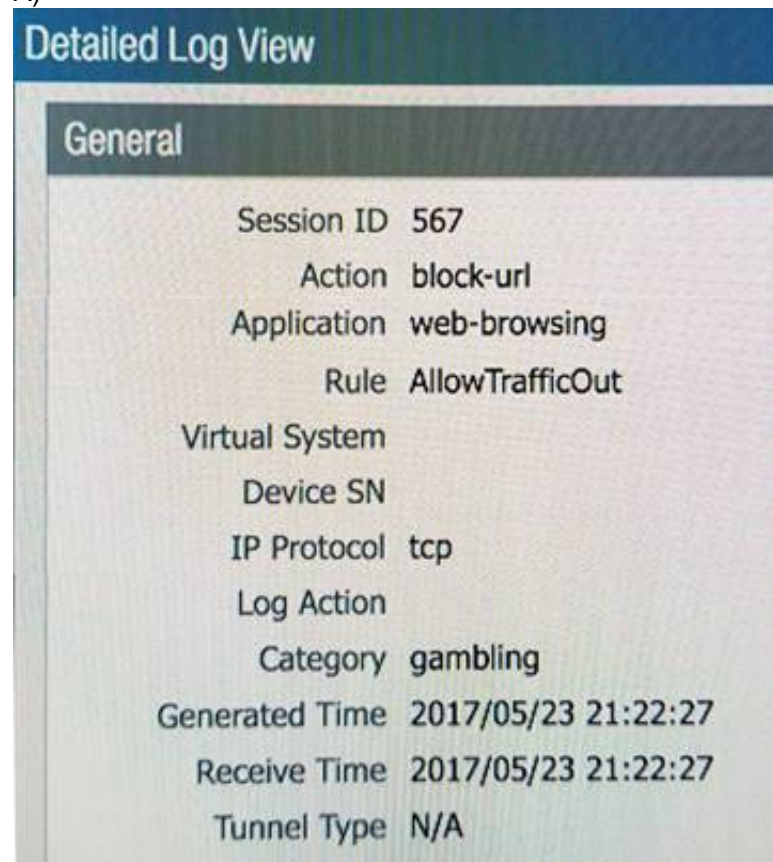 Detailed Log View
General
Session ID 567
Action block-url
Application web-browsing
Rule AllowTrafficOut
Virtual System
Device SN
IP Protocol tcp
Log Action
Category gambling
Generated Time 2017/05/23 21:22:27
Receive Time 2017/05/23 21:22:27
Tunnel Type N/A